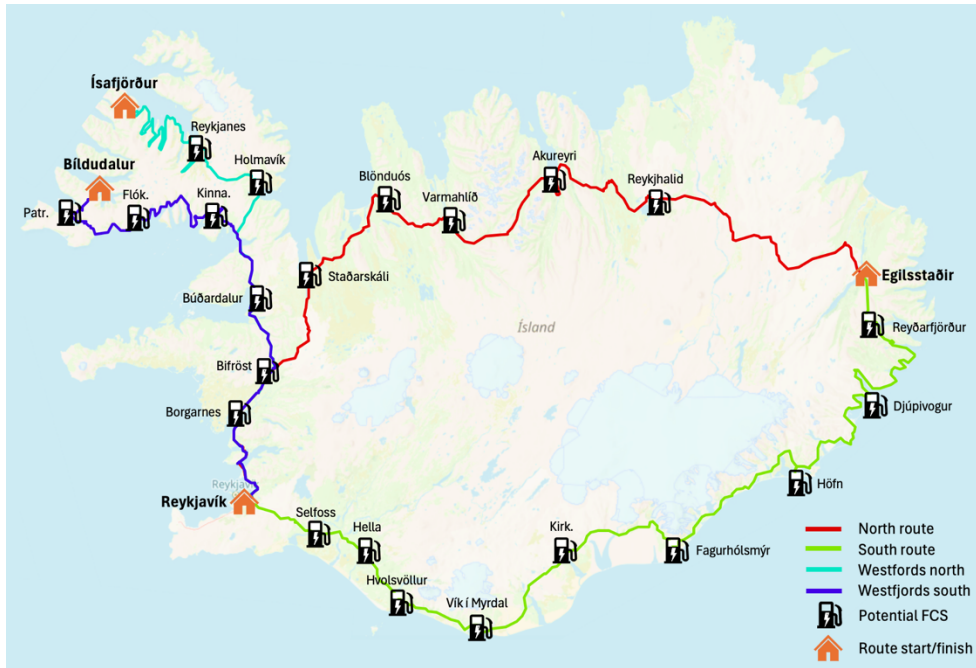 Ísafjörður
Reykjanes
Bíldudalur
Holmavík
Patr.
Flók.
Kinna.
Blönduós
Varmahlíð
Akureyri
Reykjhalid
Staðarskáli
Egilsstaðir
Búðardalur
Ísland
Reyðarfjörður
Bifröst
Borgarnes
Djúpivogur
Reykjavík
Reykjavík
Höfn
Selfoss
Hella
Kirk.
Fagurhólsmýr
Hvolsvöllur
Vík í Myrdal
North route
South route
Westfords north
Westfjords south
Potential FCS
Route start/finish